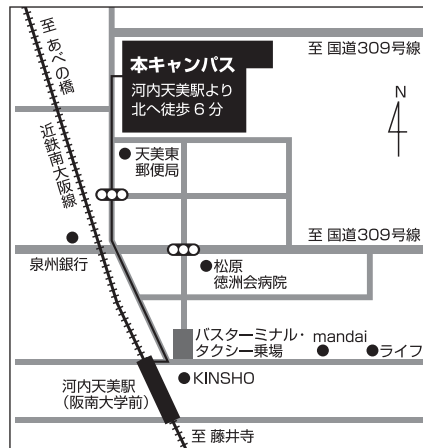 至 あべの橋
至 国道309号線
本キャンパス
河内天美駅より
北へ徒歩6分
N
近鉄南大阪線
天美東
郵便局
至 国道309号線
泉州銀行
松原
徳洲会病院
バスターミナル・
タクシー乗場
mandai
ライフ
KINSHO
河内天美駅
(阪南大学前)
至 藤井寺